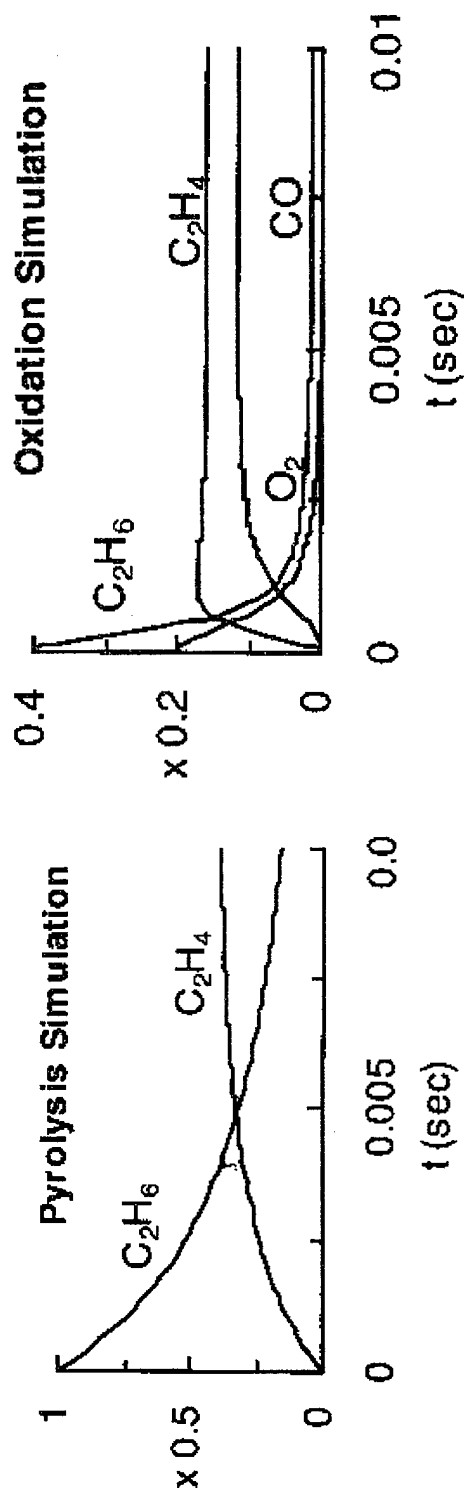 Pyrolysis Simulation
1
x 0.5
0
C₂H₆
C₂H₄
0
0.005
0.0
t (sec)
Oxidation Simulation
0.4
x 0.2
0
C₂H₆
C₂H₄
O₂
CO
0
0.005
0.01
t (sec)